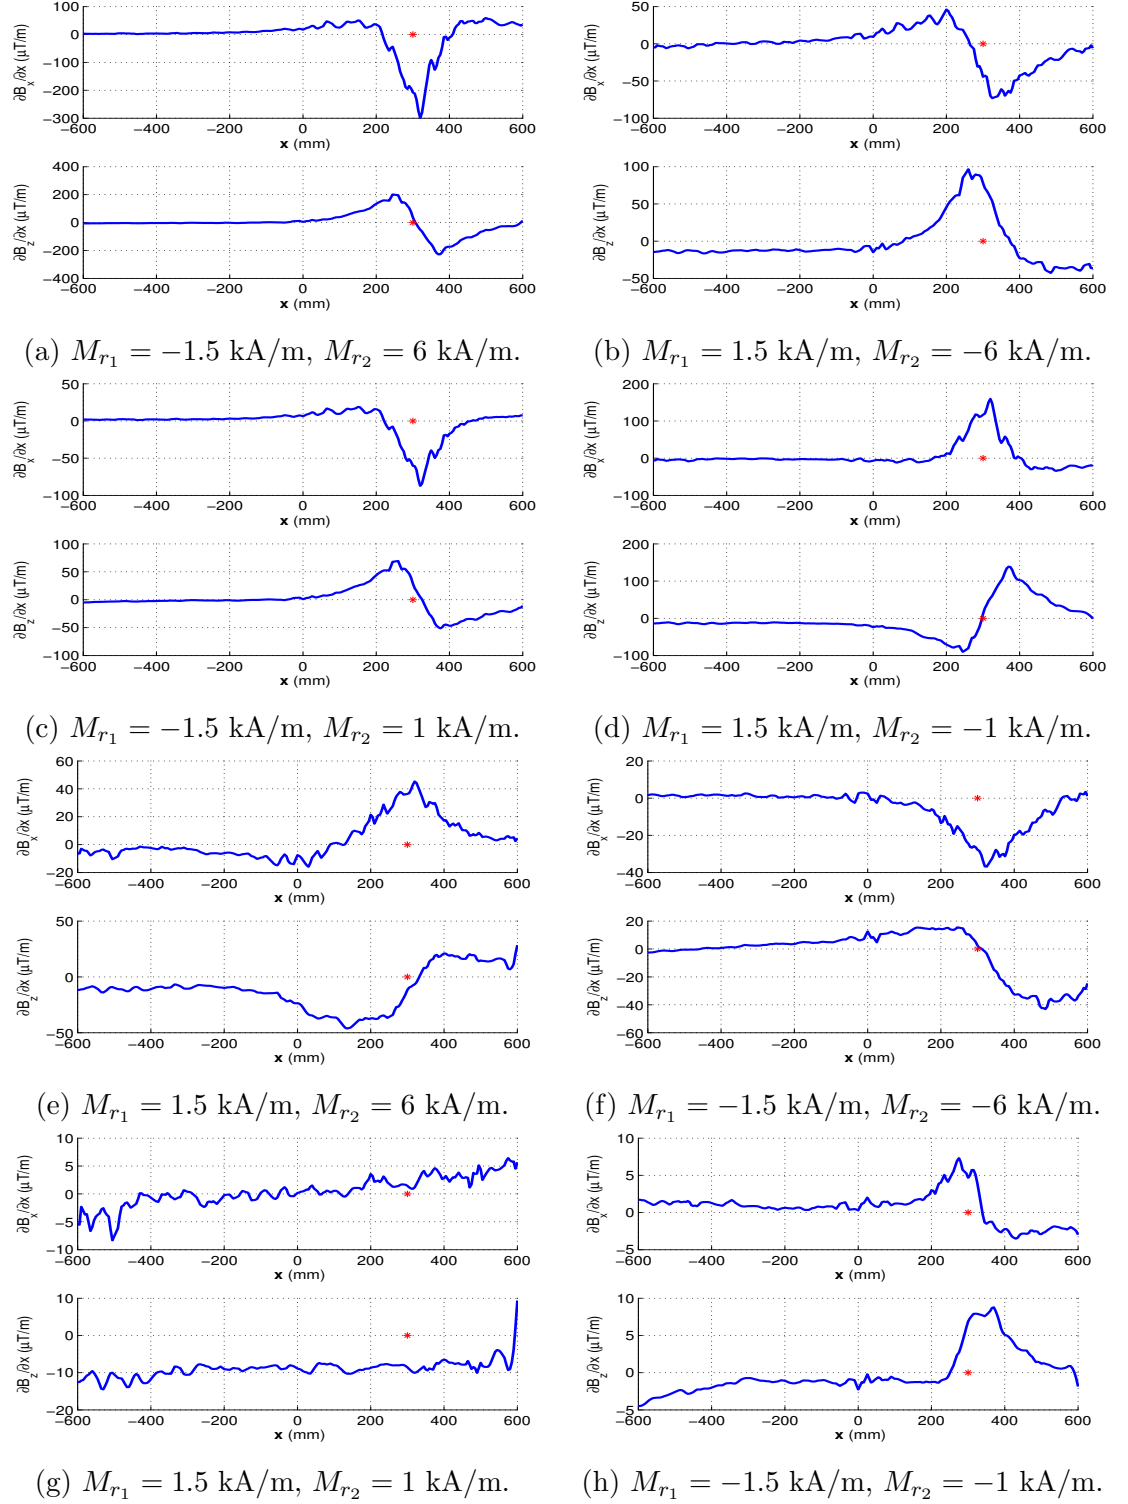 100
0
−100
−200
−300
∂Bₓ/∂x (μT/m)
−600 −400 −200 0 200 400 600
x (mm)
400
200
0
−200
−400
∂B_z/∂x (μT/m)
−600 −400 −200 0 200 400 600
x (mm)
(a) M_{r_1} = −1.5 kA/m, M_{r_2} = 6 kA/m.
50
0
−50
−100
∂Bₓ/∂x (μT/m)
−600 −400 −200 0 200 400 600
x (mm)
100
50
0
−50
∂B_z/∂x (μT/m)
−600 −400 −200 0 200 400 600
x (mm)
(b) M_{r_1} = 1.5 kA/m, M_{r_2} = −6 kA/m.
50
0
−50
−100
∂Bₓ/∂x (μT/m)
−600 −400 −200 0 200 400 600
x (mm)
100
50
0
−50
−100
∂B_z/∂x (μT/m)
−600 −400 −200 0 200 400 600
x (mm)
(c) M_{r_1} = −1.5 kA/m, M_{r_2} = 1 kA/m.
200
100
0
−100
∂Bₓ/∂x (μT/m)
−600 −400 −200 0 200 400 600
x (mm)
200
100
0
−100
∂B_z/∂x (μT/m)
−600 −400 −200 0 200 400 600
x (mm)
(d) M_{r_1} = 1.5 kA/m, M_{r_2} = −1 kA/m.
60
40
20
0
−20
∂Bₓ/∂x (μT/m)
−600 −400 −200 0 200 400 600
x (mm)
50
0
−50
∂B_z/∂x (μT/m)
−600 −400 −200 0 200 400 600
x (mm)
(e) M_{r_1} = 1.5 kA/m, M_{r_2} = 6 kA/m.
20
0
−20
−40
∂Bₓ/∂x (μT/m)
−600 −400 −200 0 200 400 600
x (mm)
20
0
−20
−40
−60
∂B_z/∂x (μT/m)
−600 −400 −200 0 200 400 600
x (mm)
(f) M_{r_1} = −1.5 kA/m, M_{r_2} = −6 kA/m.
10
5
0
−5
−10
∂Bₓ/∂x (μT/m)
−600 −400 −200 0 200 400 600
x (mm)
10
0
−10
−20
∂B_z/∂x (μT/m)
−600 −400 −200 0 200 400 600
x (mm)
(g) M_{r_1} = 1.5 kA/m, M_{r_2} = 1 kA/m.
10
5
0
−5
∂Bₓ/∂x (μT/m)
−600 −400 −200 0 200 400 600
x (mm)
10
5
0
−5
∂B_z/∂x (μT/m)
−600 −400 −200 0 200 400 600
x (mm)
(h) M_{r_1} = −1.5 kA/m, M_{r_2} = −1 kA/m.